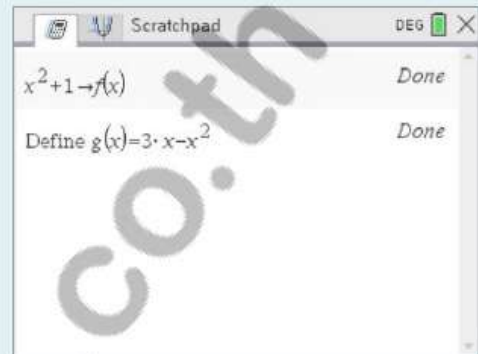 Scratchpad DEG
x²+1→f(x) Done
Define g(x)=3·x−x² Done
co.th